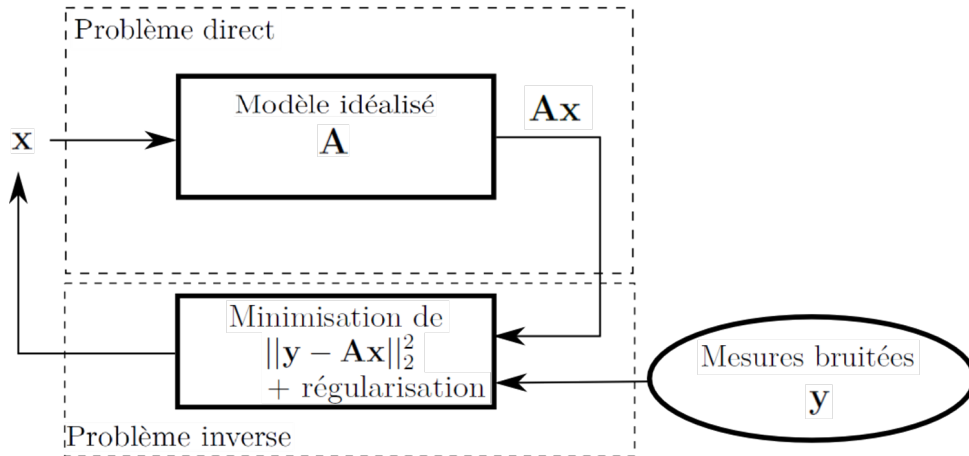 Problème direct
Modèle idéalisé
A
Ax
x
Minimisation de
||y − Ax||₂²
+ régularisation
Mesures bruitées
y
Problème inverse